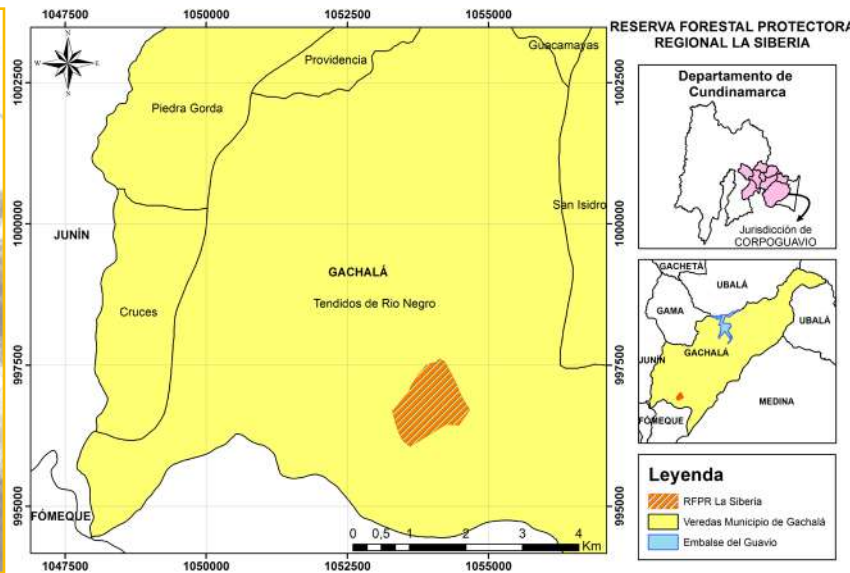 1047500 1050000 1052500 1055000
RESERVA FORESTAL PROTECTORA
REGIONAL LA SIBERIA
N
W E
S
Providencia
Guacamayas
Piedra Gorda
1002500
1002500
San Isidro
1000000
1000000
JUNÍN
GACHALÁ
Tendidos de Rio Negro
Cruces
997500
997500
995000
995000
FÓMEQUE
0 0,5 1 2 3 4
Km
1047500 1050000 1052500 1055000
Departamento de
Cundinamarca
Jurisdicción de
CORPOGUAVIO
GACHETÁ
UBALÁ
GAMA
UBALÁ
JUNÍN
GACHALÁ
MEDINA
FÓMEQUE
Leyenda
RFPR La Siberia
Veredas Municipio de Gachalá
Embalse del Guavio